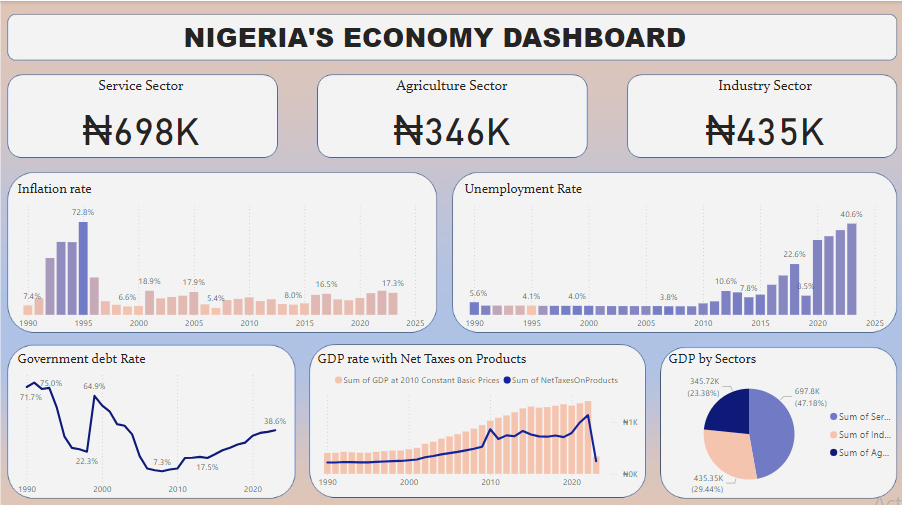 NIGERIA'S ECONOMY DASHBOARD
Service Sector
₦698K
Agriculture Sector
₦346K
Industry Sector
₦435K
Inflation rate
72.8%
7.4%
6.6%
18.9%
17.9%
5.4%
8.0%
16.5%
17.3%
1990 1995 2000 2005 2010 2015 2020 2025
Unemployment Rate
5.6%
4.1%
4.0%
3.8%
10.6%
7.8%
22.6%
8.5%
40.6%
1990 1995 2000 2005 2010 2015 2020 2025
Government debt Rate
71.7%
75.0%
64.9%
22.3%
7.3%
17.5%
38.6%
1990 2000 2010 2020
GDP rate with Net Taxes on Products
Sum of GDP at 2010 Constant Basic Prices Sum of NetTaxesOnProducts
₦1K
₦0K
1990 2000 2010 2020
GDP by Sectors
345.72K
(23.38%)
697.8K
(47.18%)
435.35K
(29.44%)
Sum of Ser...
Sum of Ind...
Sum of Ag...